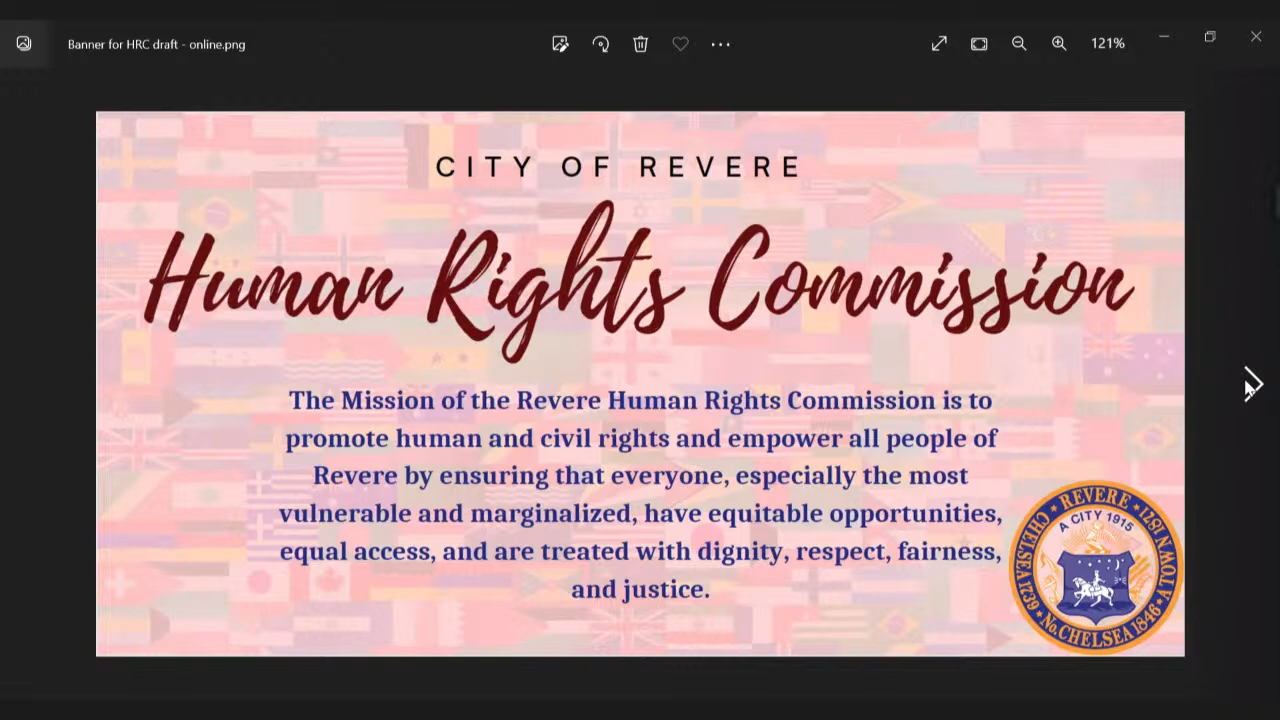 Banner for HRC draft - online.png
121%
CITY OF REVERE
Human Rights Commission
The Mission of the Revere Human Rights Commission is to
promote human and civil rights and empower all people of
Revere by ensuring that everyone, especially the most
vulnerable and marginalized, have equitable opportunities,
equal access, and are treated with dignity, respect, fairness,
and justice.
REVERE
A CITY 1915
A TOWN 1871
No. CHELSEA 1846
CHELSEA 1739